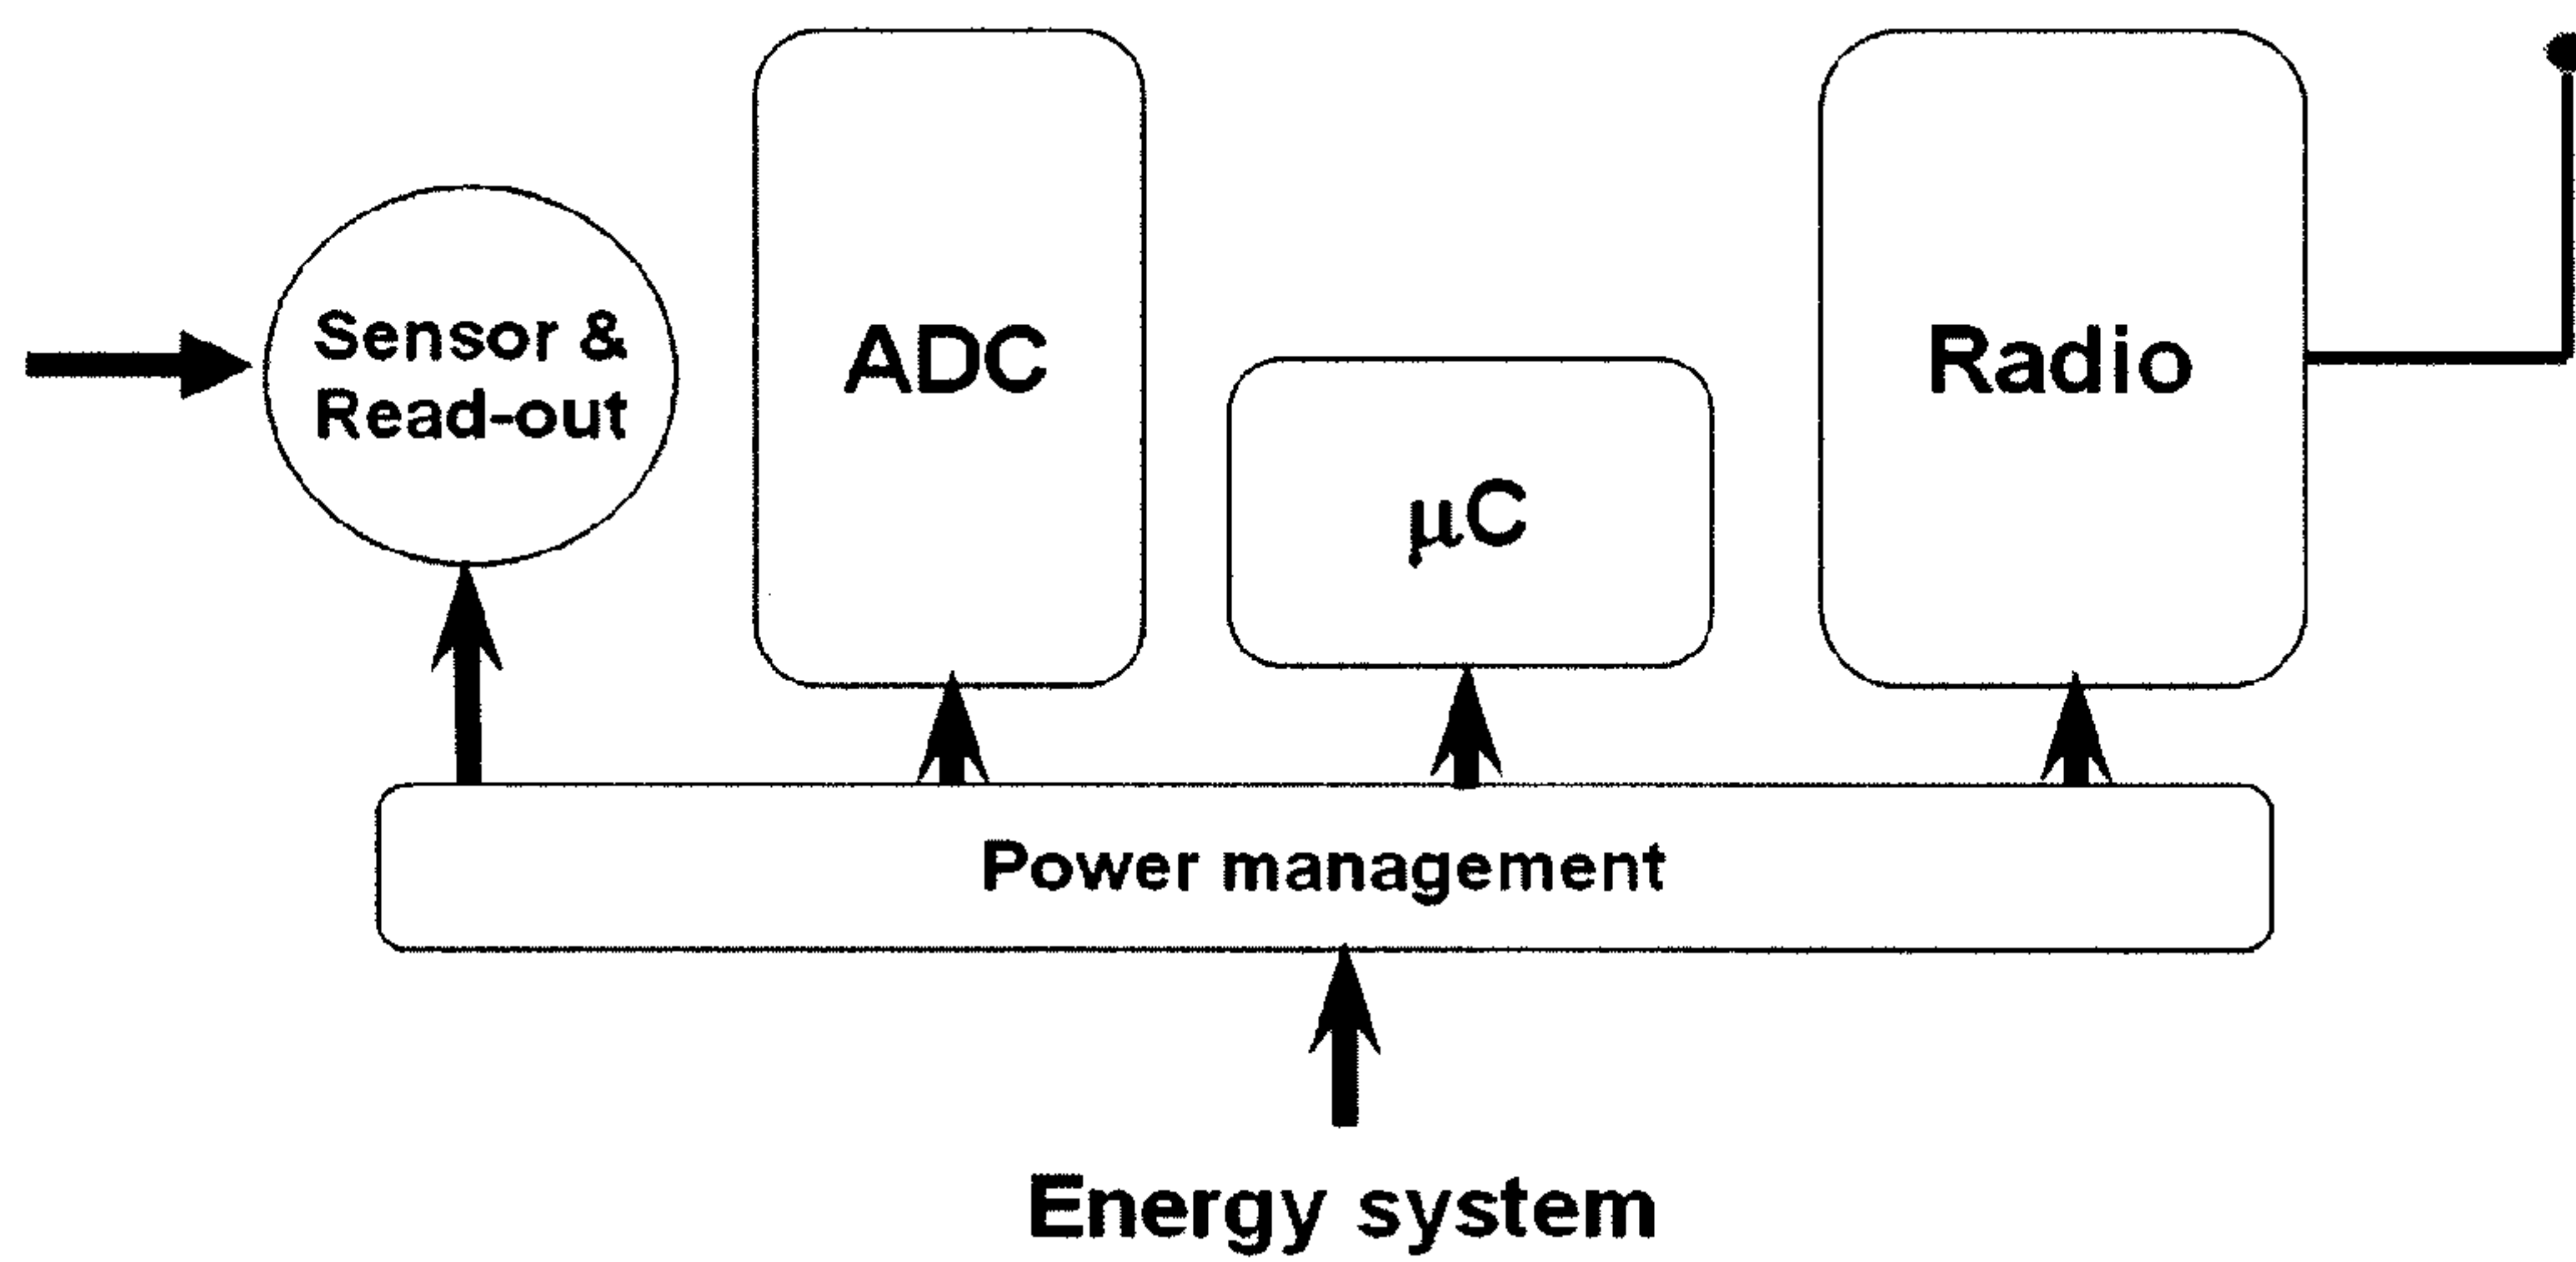 Sensor &
Read-out
ADC
μC
Radio
Power management
Energy system